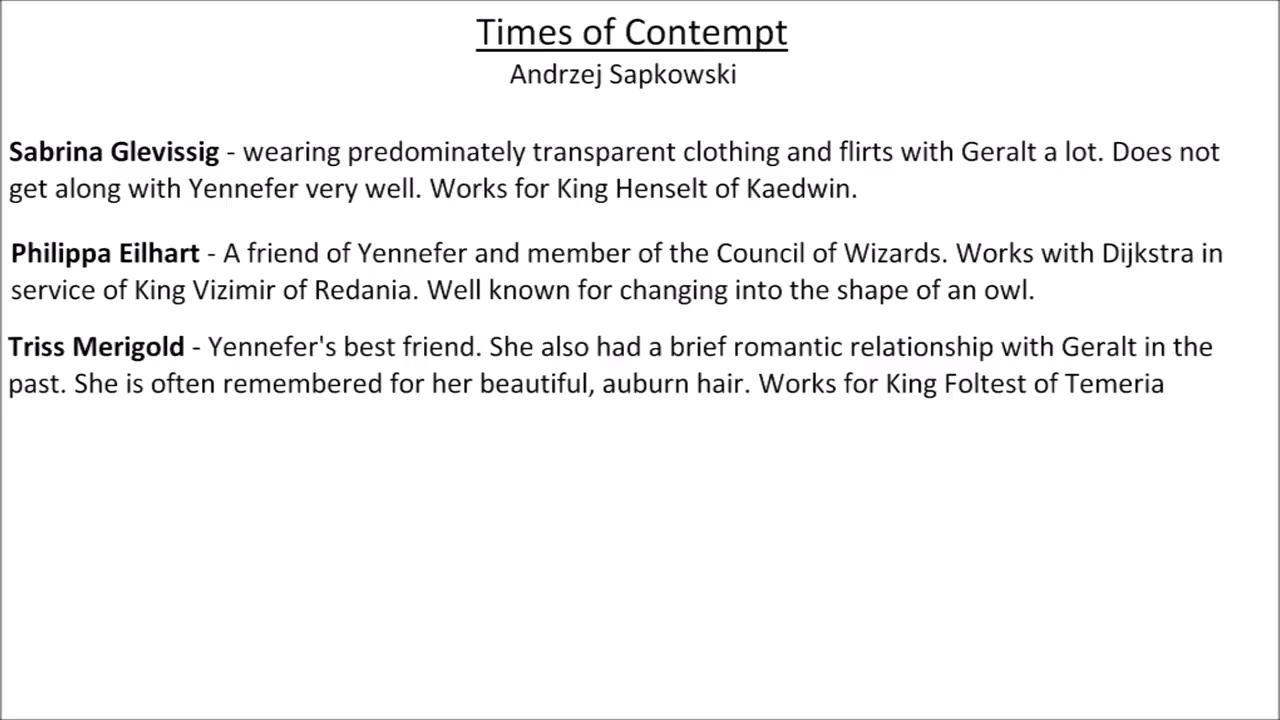 Times of Contempt
Andrzej Sapkowski
Sabrina Glevissig - wearing predominately transparent clothing and flirts with Geralt a lot. Does not
get along with Yennefer very well. Works for King Henselt of Kaedwin.
Philippa Eilhart - A friend of Yennefer and member of the Council of Wizards. Works with Dijkstra in
service of King Vizimir of Redania. Well known for changing into the shape of an owl.
Triss Merigold - Yennefer's best friend. She also had a brief romantic relationship with Geralt in the
past. She is often remembered for her beautiful, auburn hair. Works for King Foltest of Temeria